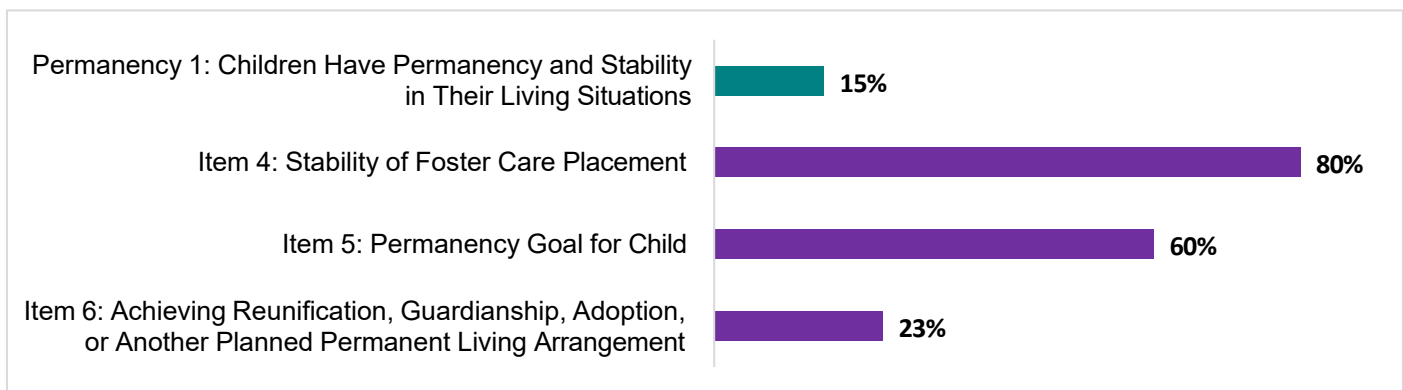 Permanency 1: Children Have Permanency and Stability
in Their Living Situations
15%
Item 4: Stability of Foster Care Placement
80%
Item 5: Permanency Goal for Child
60%
Item 6: Achieving Reunification, Guardianship, Adoption,
or Another Planned Permanent Living Arrangement
23%